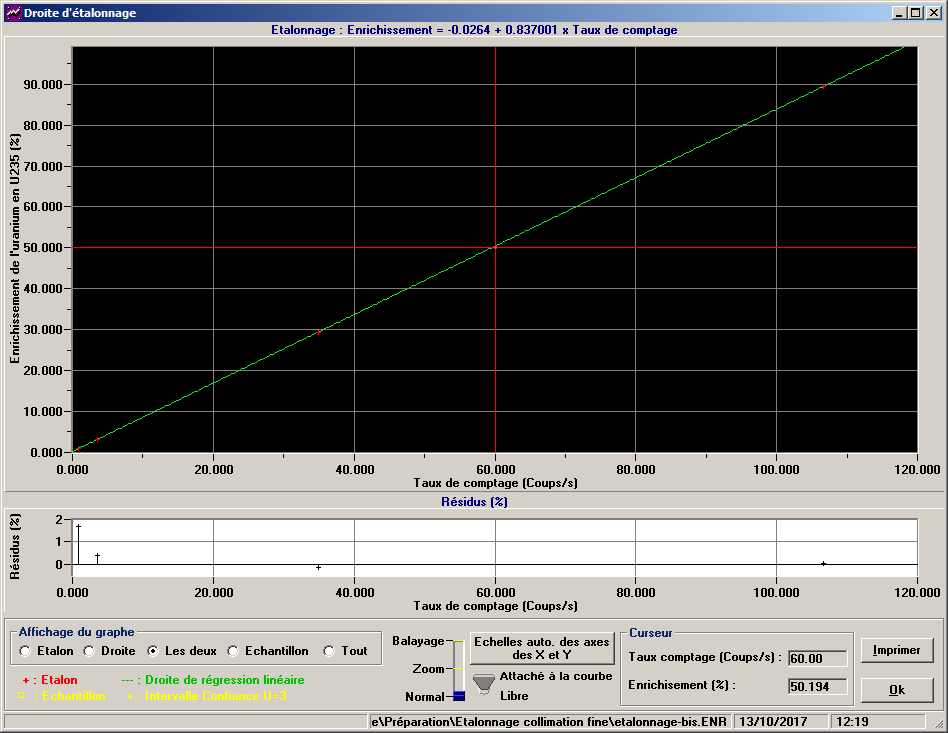 Droite d'étalonnage
Etalonnage : Enrichissement = -0.0264 + 0.837001 x Taux de comptage
Enrichissement de l'uranium en U235 (%)
90.000
80.000
70.000
60.000
50.000
40.000
30.000
20.000
10.000
0.000
0.000 20.000 40.000 60.000 80.000 100.000 120.000
Taux de comptage (Coups/s)
Résidus (%)
Résidus (%)
2
1
0
0.000 20.000 40.000 60.000 80.000 100.000 120.000
Taux de comptage (Coups/s)
Affichage du graphe
Etalon Droite Les deux Echantillon Tout
+ : Etalon --- : Droite de régression linéaire
: Echantillon + : Intervalle Confiance U=3
Balayage
Zoom
Normal
Echelles auto. des axes
des X et Y
Attaché à la courbe
Libre
Curseur
Taux comptage (Coups/s) : 60.00
Enrichisement (%) : 50.194
Imprimer
Ok
e\Préparation\Etalonnage collimation fine\etalonnage-bis.ENR 13/10/2017 12:19